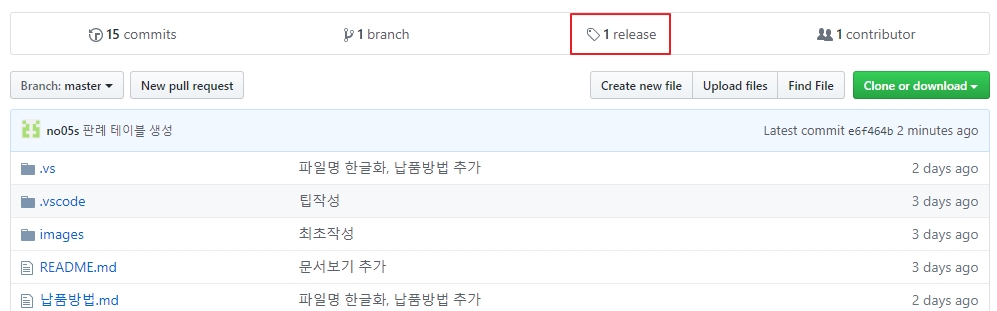 15 commits 1 branch 1 release 1 contributor
Branch: master New pull request Create new file Upload files Find File Clone or download
no05s 판례 테이블 생성 Latest commit e6f464b 2 minutes ago
.vs 파일명 한글화, 납품방법 추가 2 days ago
.vscode 팁작성 3 days ago
images 최초작성 3 days ago
README.md 문서보기 추가 3 days ago
납품방법.md 파일명 한글화, 납품방법 추가 2 days ago